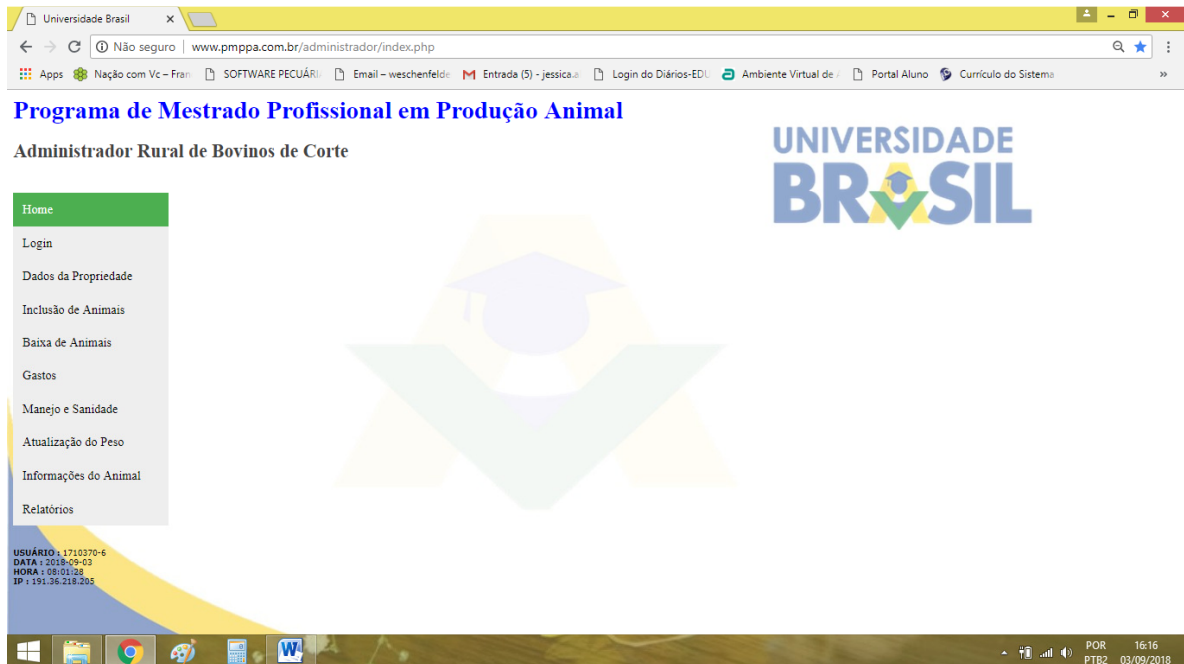 Universidade Brasil
Não seguro www.pmppa.com.br/administrador/index.php
Apps Nação com Vc – Fran SOFTWARE PECUÁRI Email – weschenfelde Entrada (5) - jessica.a Login do Diários-EDU Ambiente Virtual de A Portal Aluno Currículo do Sistema »
Programa de Mestrado Profissional em Produção Animal
Administrador Rural de Bovinos de Corte
UNIVERSIDADE
BRASIL
Home
Login
Dados da Propriedade
Inclusão de Animais
Baixa de Animais
Gastos
Manejo e Sanidade
Atualização do Peso
Informações do Animal
Relatórios
USUÁRIO : 1710370-6
DATA : 2018-09-03
HORA : 08:01:28
IP : 191.36.218.205
POR 16:16
PTB2 03/09/2018